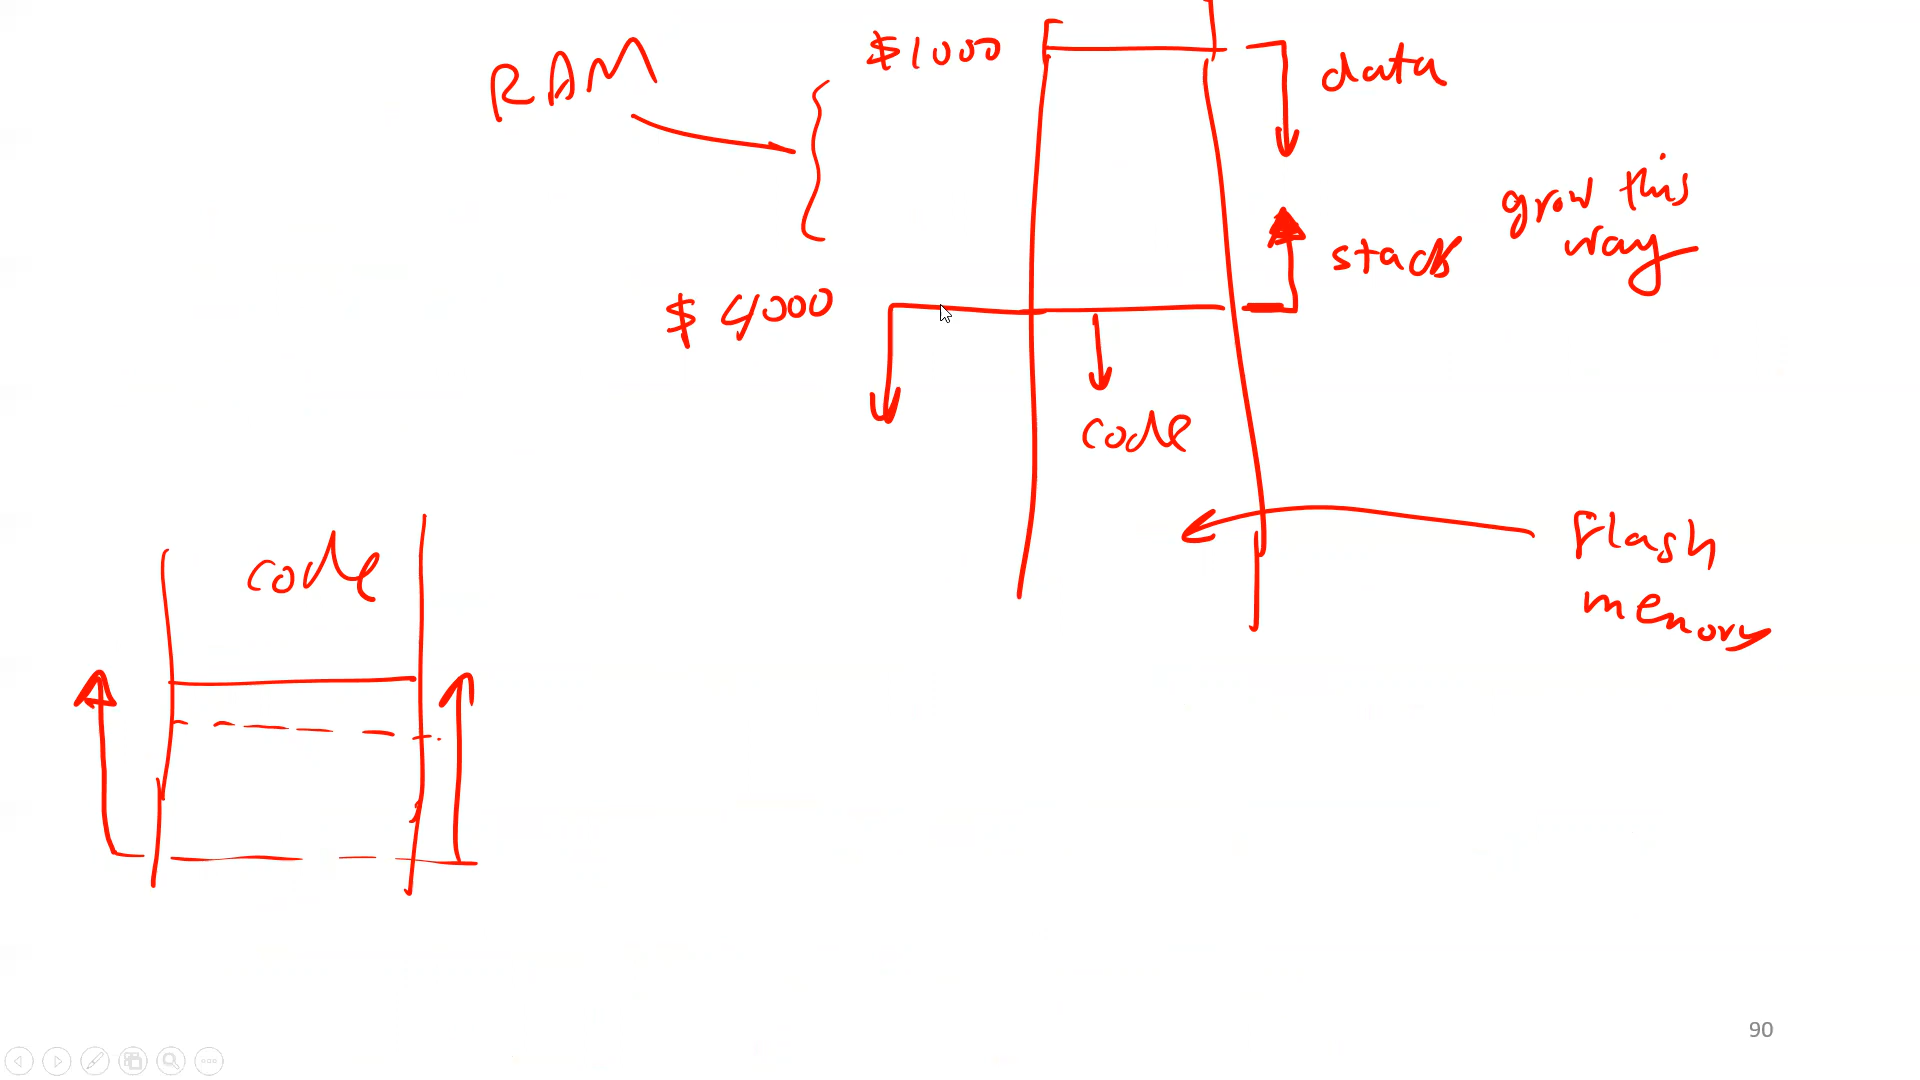 RAM
$1000
data
grow this
way
stack
$4000
code
Flash
memory
code
90